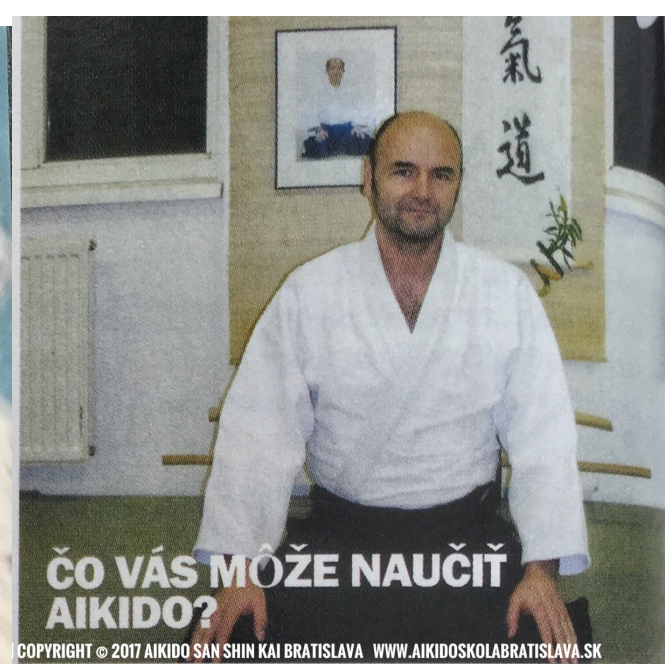 氣
道
ČO VÁS MÔŽE NAUČIŤ
AIKIDO?
COPYRIGHT © 2017 AIKIDO SAN SHIN KAI BRATISLAVA WWW.AIKIDOSKOLABRATISLAVA.SK